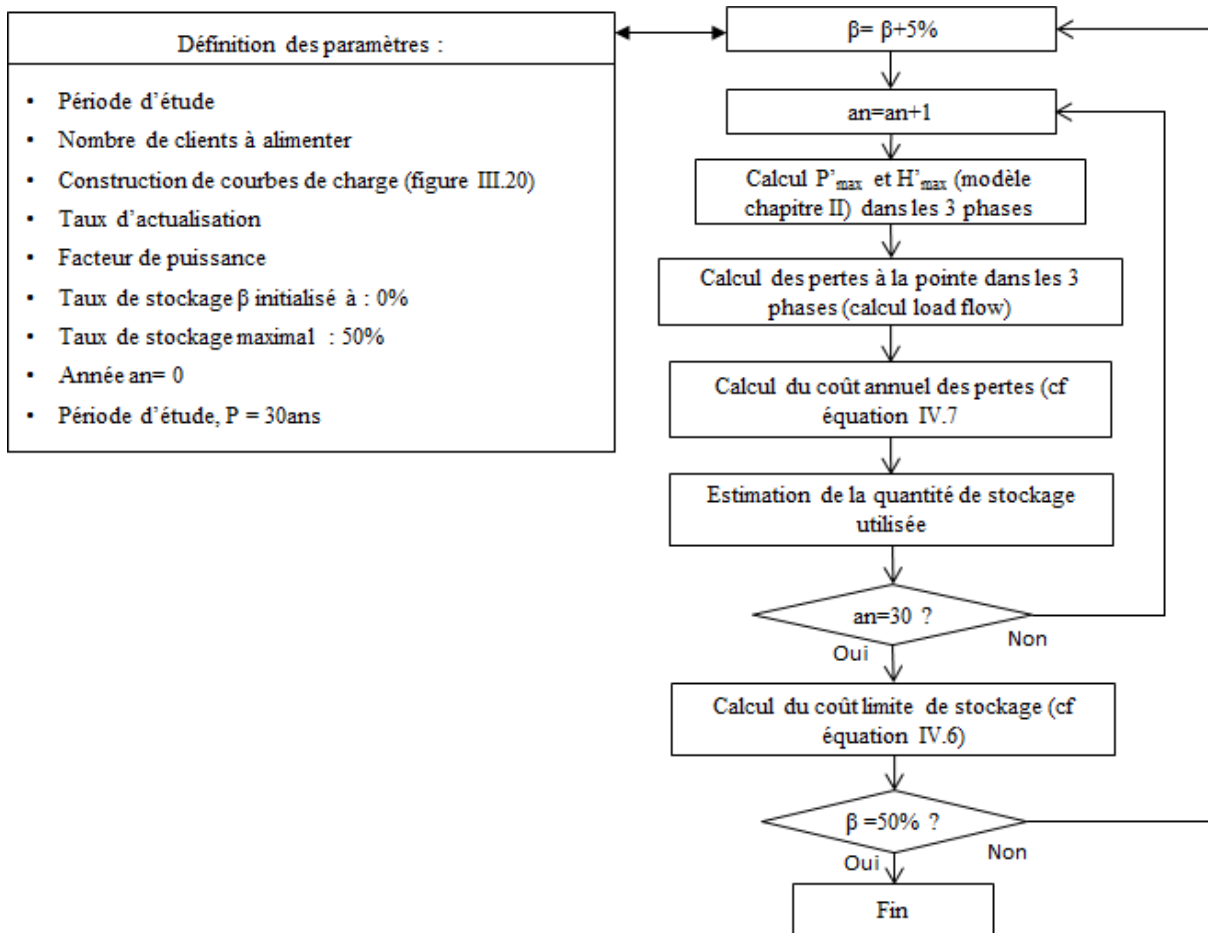 Définition des paramètres :
• Période d'étude
• Nombre de clients à alimenter
• Construction de courbes de charge (figure III.20)
• Taux d'actualisation
• Facteur de puissance
• Taux de stockage β initialisé à : 0%
• Taux de stockage maximal : 50%
• Année an= 0
• Période d'étude, P = 30ans
β= β+5%
an=an+1
Calcul P'max et H'max (modèle
chapitre II) dans les 3 phases
Calcul des pertes à la pointe dans les 3
phases (calcul load flow)
Calcul du coût annuel des pertes (cf
équation IV.7
Estimation de la quantité de stockage
utilisée
an=30 ?
Non
Oui
Calcul du coût limite de stockage (cf
équation IV.6)
β =50% ?
Non
Oui
Fin